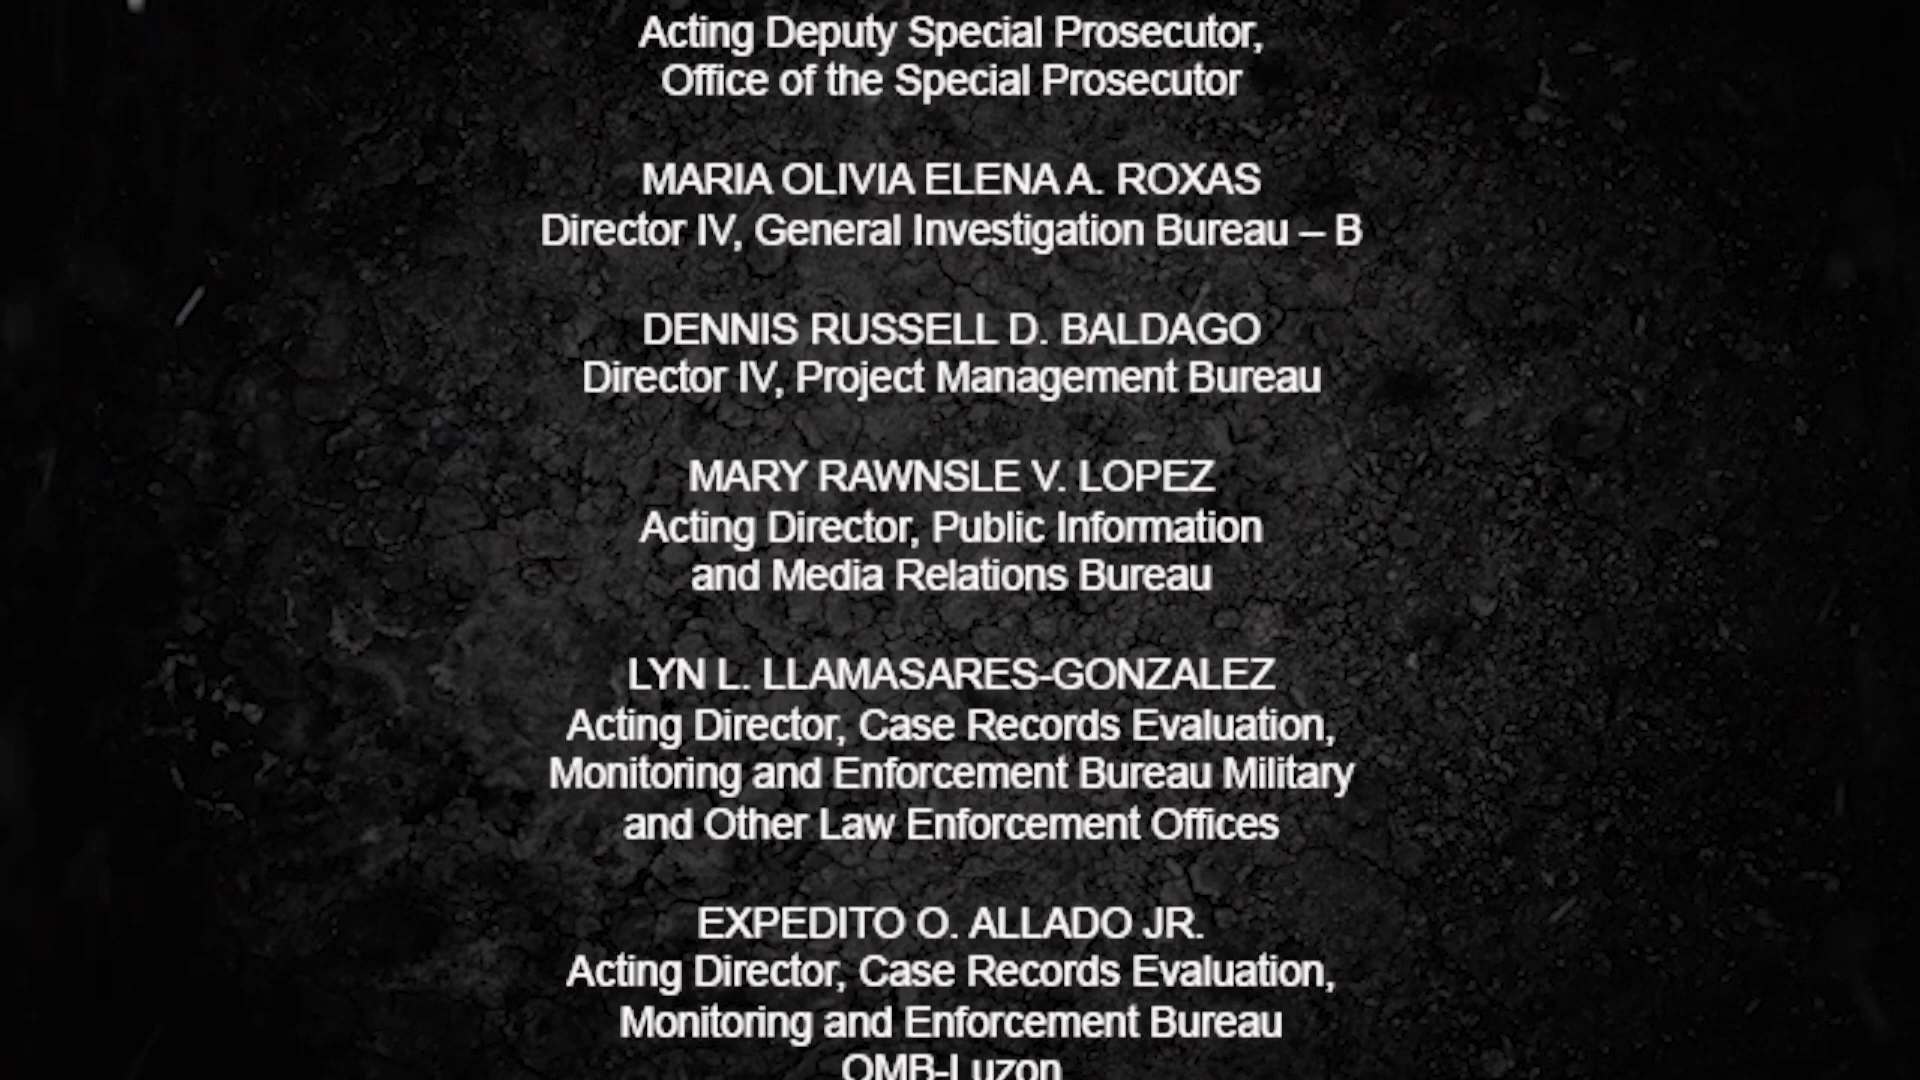 Acting Deputy Special Prosecutor,
Office of the Special Prosecutor
MARIA OLIVIA ELENA A. ROXAS
Director IV, General Investigation Bureau – B
DENNIS RUSSELL D. BALDAGO
Director IV, Project Management Bureau
MARY RAWNSLE V. LOPEZ
Acting Director, Public Information
and Media Relations Bureau
LYN L. LLAMASARES-GONZALEZ
Acting Director, Case Records Evaluation,
Monitoring and Enforcement Bureau Military
and Other Law Enforcement Offices
EXPEDITO O. ALLADO JR.
Acting Director, Case Records Evaluation,
Monitoring and Enforcement Bureau
OMB-Luzon